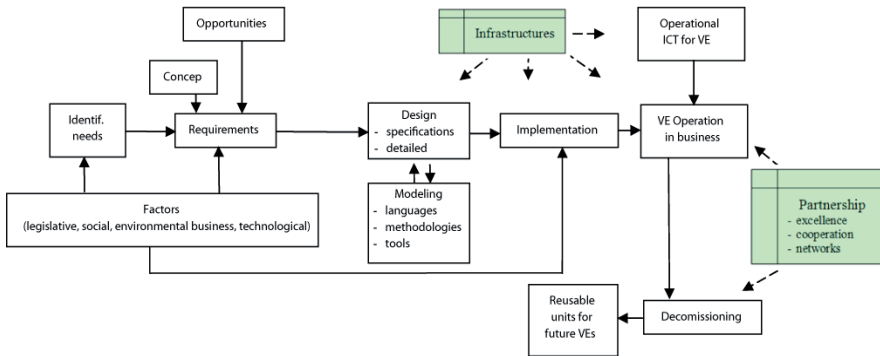 Opportunities
Infrastructures
Operational
ICT for VE
Concep
Identif.
needs
Requirements
Design
- specifications
- detailed
Implementation
VE Operation
in business
Modeling
- languages
- methodologies
- tools
Factors
(legislative, social, environmental business, technological)
Partnership
- excellence
- cooperation
- networks
Reusable
units for
future VEs
Decomissioning